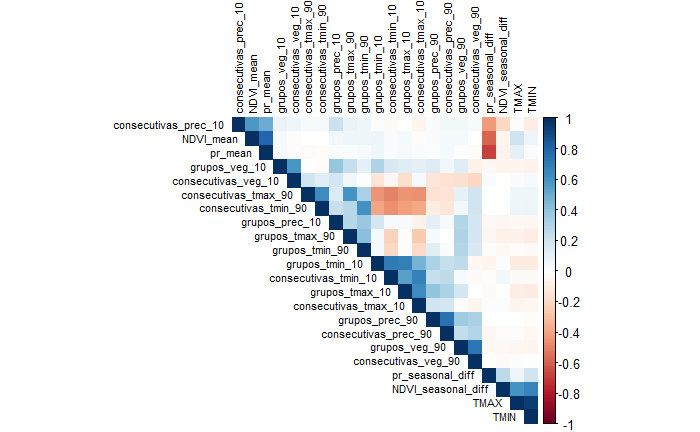 consecutivas_prec_10
NDVI_mean
pr_mean
grupos_veg_10
consecutivas_veg_10
consecutivas_tmax_90
consecutivas_tmin_90
grupos_prec_10
grupos_tmax_90
grupos_tmin_90
grupos_tmin_10
consecutivas_tmin_10
grupos_tmax_10
consecutivas_tmax_10
grupos_prec_90
consecutivas_prec_90
grupos_veg_90
consecutivas_veg_90
pr_seasonal_diff
NDVI_seasonal_diff
TMAX
TMIN
consecutivas_prec_10
NDVI_mean
pr_mean
grupos_veg_10
consecutivas_veg_10
consecutivas_tmax_90
consecutivas_tmin_90
grupos_prec_10
grupos_tmax_90
grupos_tmin_90
grupos_tmin_10
consecutivas_tmin_10
grupos_tmax_10
consecutivas_tmax_10
grupos_prec_90
consecutivas_prec_90
grupos_veg_90
consecutivas_veg_90
pr_seasonal_diff
NDVI_seasonal_diff
TMAX
TMIN
1
0.8
0.6
0.4
0.2
0
-0.2
-0.4
-0.6
-0.8
-1